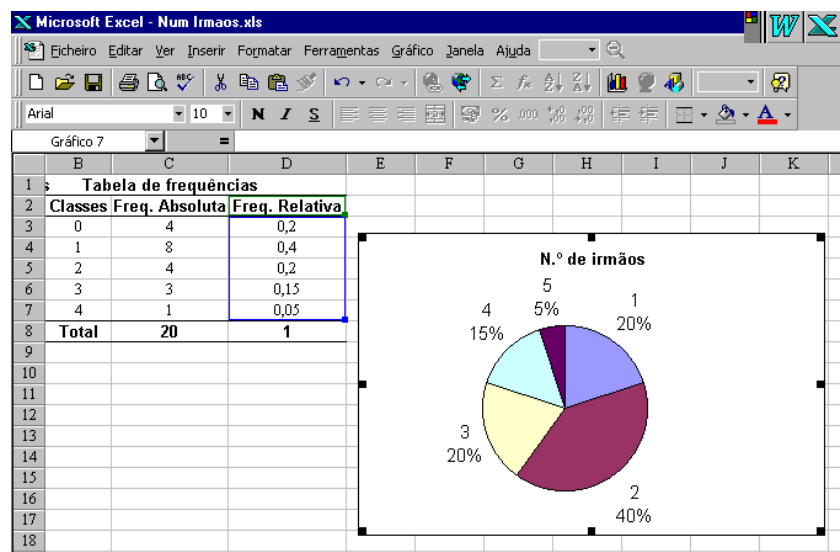 Microsoft Excel - Num Irmaos.xls
Ficheiro Editar Ver Inserir Formatar Ferramentas Gráfico Janela Ajuda
Arial 10 N I S % 000
Gráfico 7 =
B C D E F G H I J K
1 s Tabela de frequências
2 Classes Freq. Absoluta Freq. Relativa
3 0 4 0,2
4 1 8 0,4
5 2 4 0,2
6 3 3 0,15
7 4 1 0,05
8 Total 20 1
9
10
11
12
13
14
15
16
17
18
N.º de irmãos
1
20%
2
40%
3
20%
4
15%
5
5%